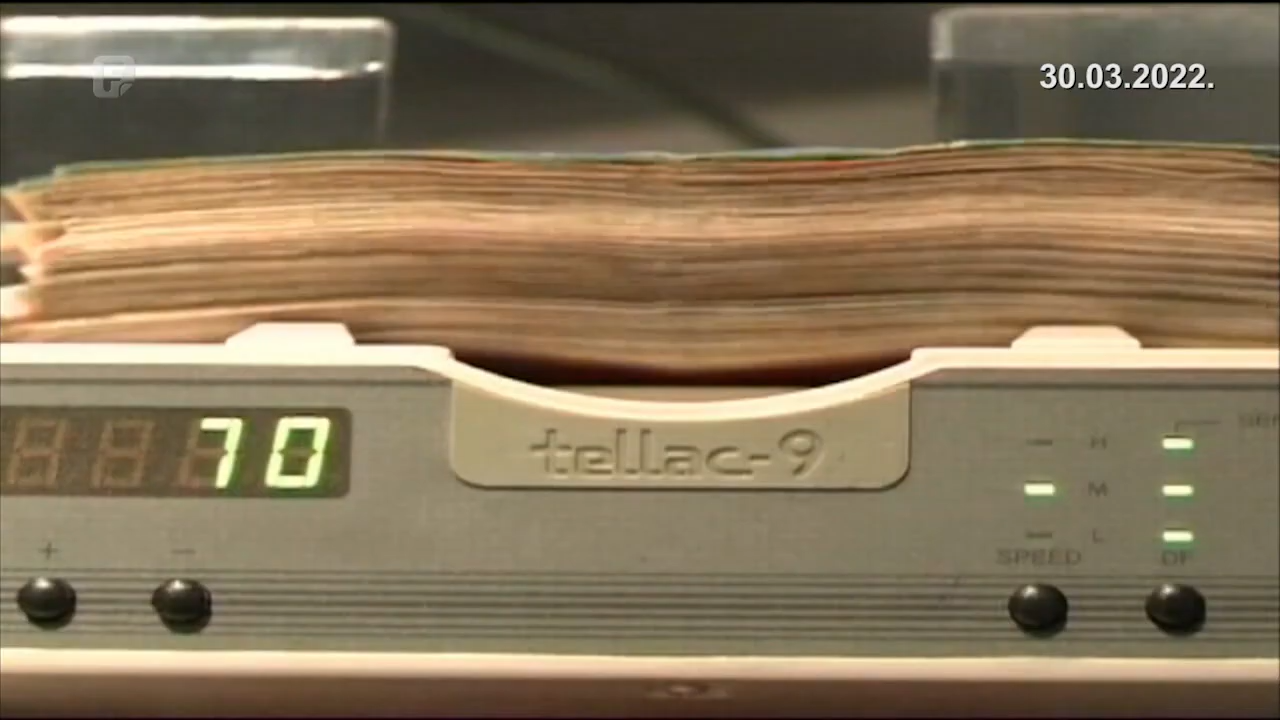 30.03.2022.
70
tellac-9
H
M
L
+
-
SPEED
DF